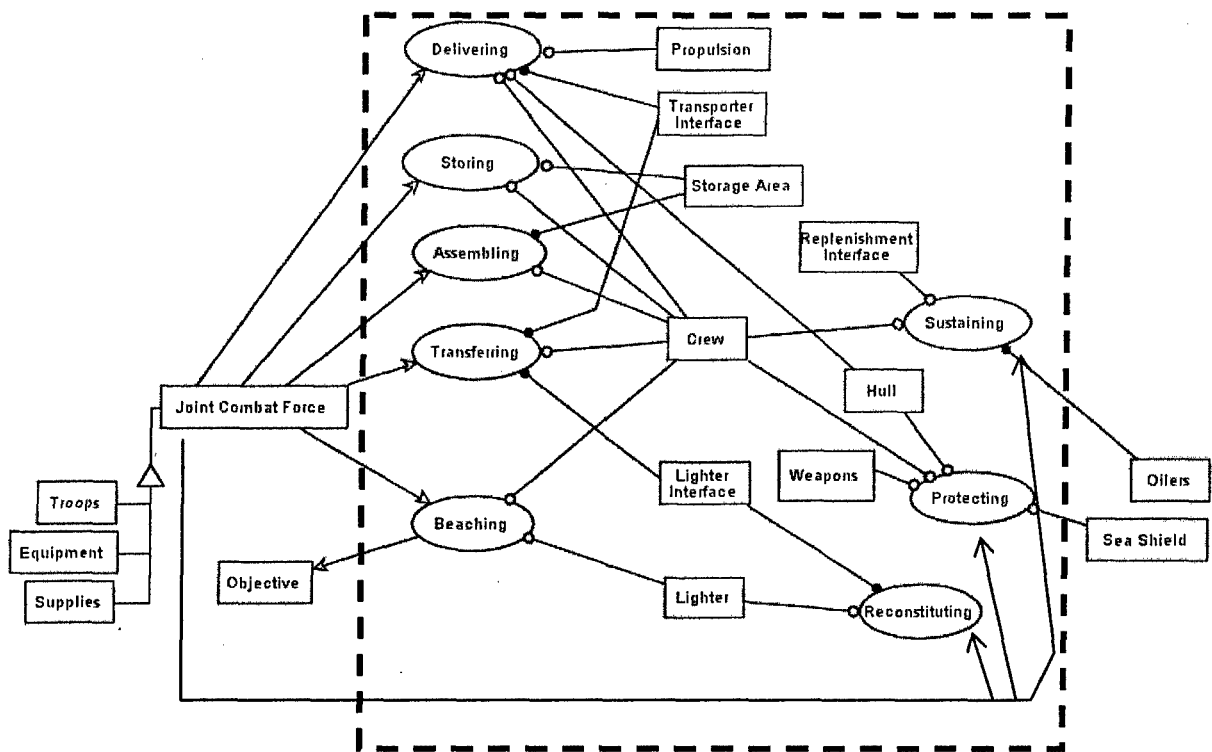 Delivering
Propulsion
Transporter
Interface
Storing
Storage Area
Assembling
Replenishment
Interface
Transferring
Crew
Sustaining
Joint Combat Force
Hull
Troops
Lighter
Interface
Weapons
Protecting
Oilers
Equipment
Beaching
Sea Shield
Objective
Supplies
Lighter
Reconstituting